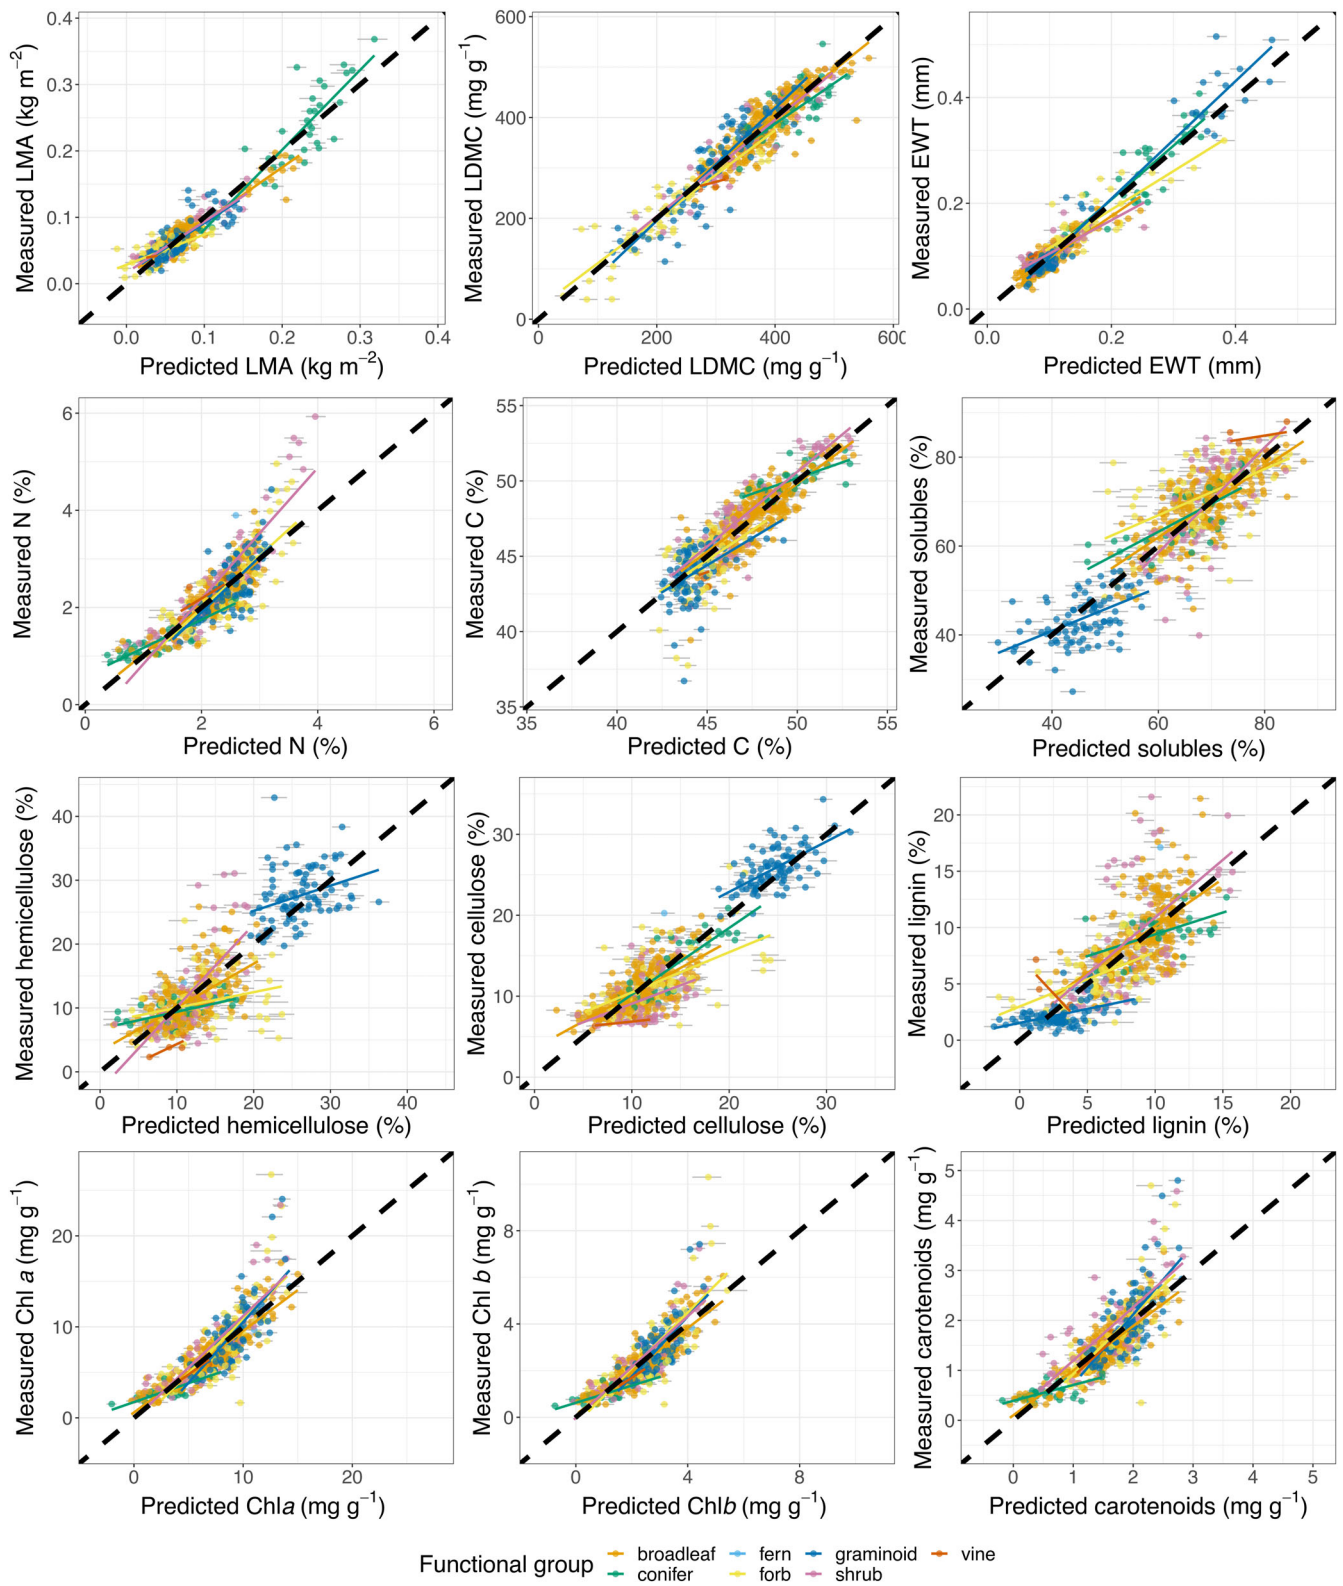 0.4
0.3
0.2
0.1
0.0
Measured LMA (kg m−2)
0.0 0.1 0.2 0.3 0.4
Predicted LMA (kg m−2)
600
400
200
0
Measured LDMC (mg g−1)
0 200 400 600
Predicted LDMC (mg g−1)
0.4
0.2
0.0
Measured EWT (mm)
0.0 0.2 0.4
Predicted EWT (mm)
6
4
2
0
Measured N (%)
0 2 4 6
Predicted N (%)
55
50
45
40
35
Measured C (%)
35 40 45 50 55
Predicted C (%)
80
60
40
Measured solubles (%)
40 60 80
Predicted solubles (%)
40
30
20
10
0
Measured hemicellulose (%)
0 10 20 30 40
Predicted hemicellulose (%)
30
20
10
0
Measured cellulose (%)
0 10 20 30
Predicted cellulose (%)
20
15
10
5
0
Measured lignin (%)
0 5 10 15 20
Predicted lignin (%)
20
10
0
Measured Chl a (mg g−1)
0 10 20
Predicted Chla (mg g−1)
8
4
0
Measured Chl b (mg g−1)
0 4 8
Predicted Chlb (mg g−1)
5
4
3
2
1
0
Measured carotenoids (mg g−1)
0 1 2 3 4 5
Predicted carotenoids (mg g−1)
Functional group
broadleaf fern graminoid vine
conifer forb shrub